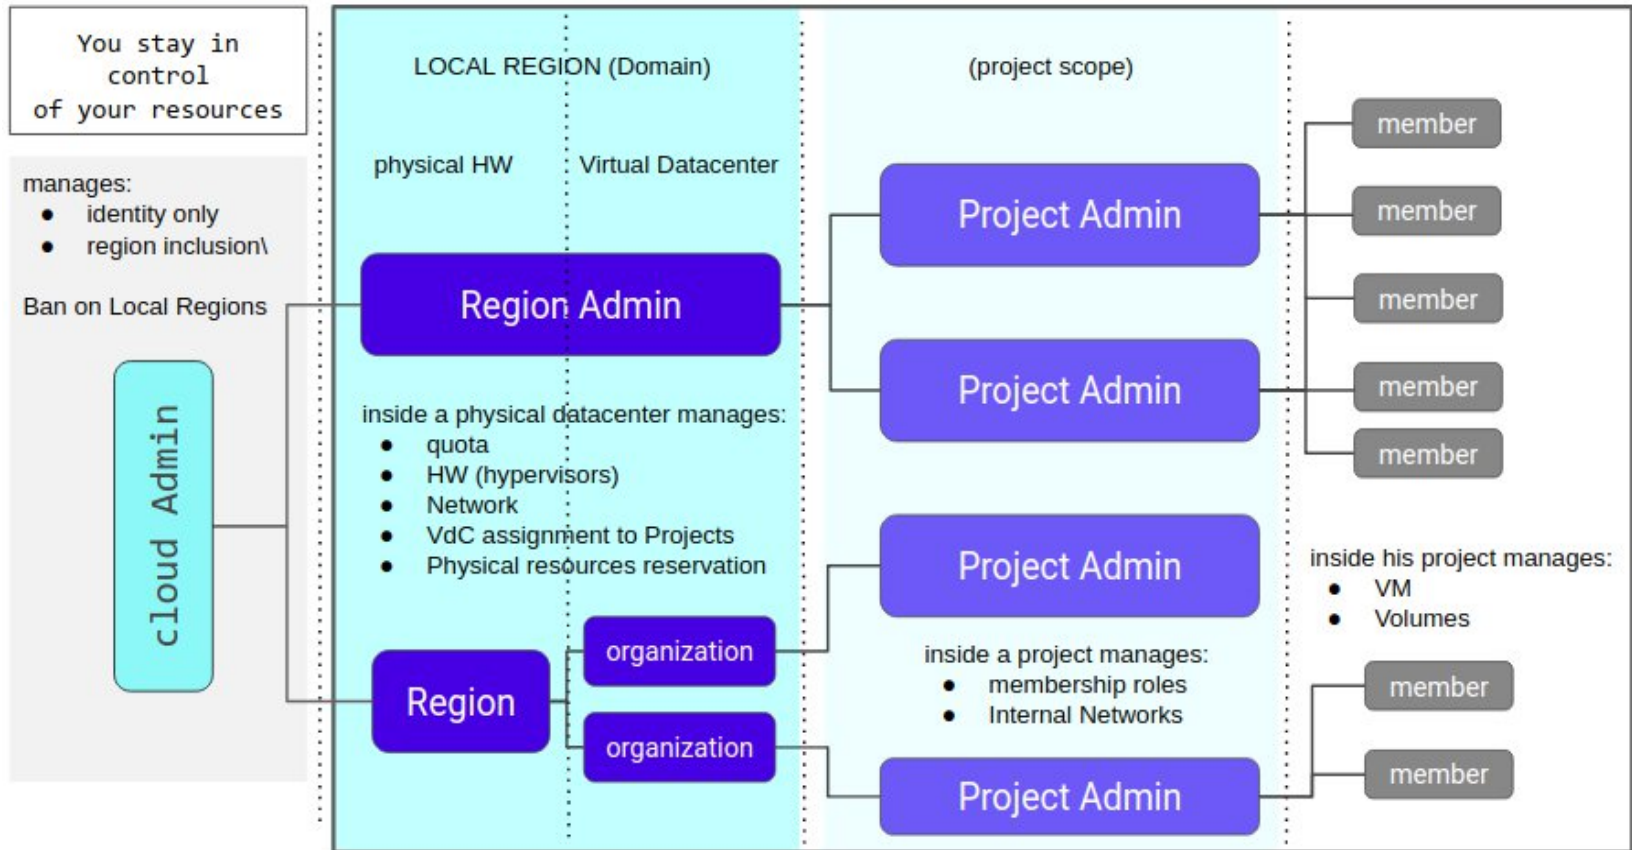 You stay in
control
of your resources
manages:
● identity only
● region inclusion\
Ban on Local Regions
cloud Admin
LOCAL REGION (Domain)
physical HW
Virtual Datacenter
Region Admin
inside a physical datacenter manages:
● quota
● HW (hypervisors)
● Network
● VdC assignment to Projects
● Physical resources reservation
Region
organization
organization
(project scope)
Project Admin
Project Admin
Project Admin
inside a project manages:
● membership roles
● Internal Networks
Project Admin
member
member
member
member
member
inside his project manages:
● VM
● Volumes
member
member